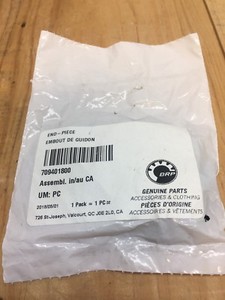 END-PIECE
EMBOUT DE GUIDON
709401800
Assembl. in/au CA
UM: PC
2018/08/01
1 Pack = 1 PC
726 St-Joseph, Valcourt, QC J0E 2L0, CA
BRP
GENUINE PARTS
ACCESSORIES & CLOTHING
PIÈCES D'ORIGINE
ACCESSOIRES & VÊTEMENTS